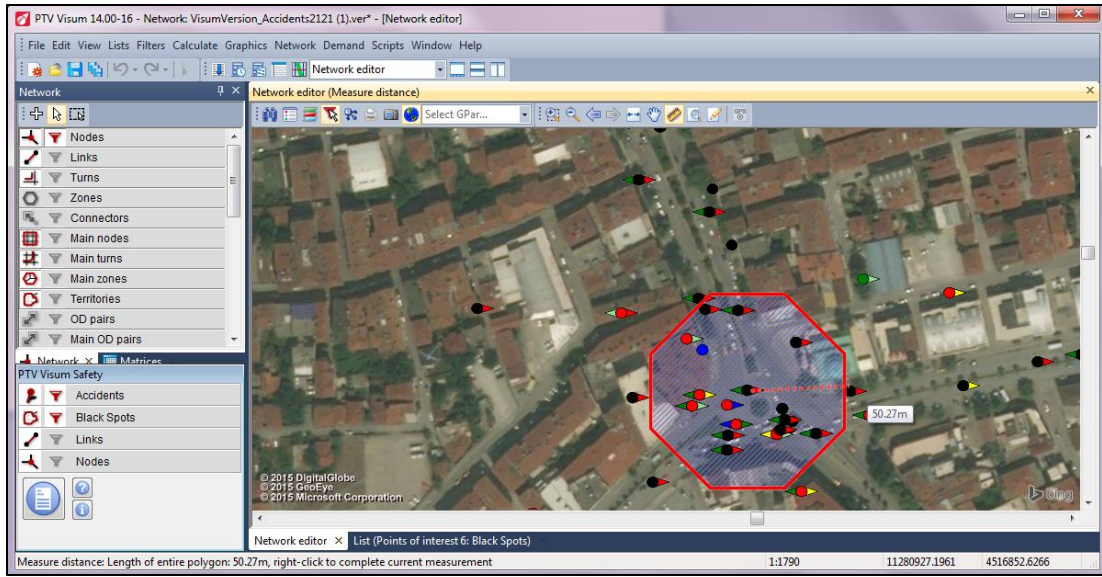 PTV Visum 14.00-16 - Network: VisumVersion_Accidents2121 (1).ver* - [Network editor]
File Edit View Lists Filters Calculate Graphics Network Demand Scripts Window Help
Network editor
Network
Network editor (Measure distance)
Select GPar...
GPS
Nodes
Links
Turns
Zones
Connectors
Main nodes
Main turns
Main zones
Territories
OD pairs
Main OD pairs
Network Matrices
PTV Visum Safety
Accidents
Black Spots
Links
Nodes
50.27m
© 2015 DigitalGlobe
© 2015 GeoEye
© 2015 Microsoft Corporation
bing
Network editor List (Points of interest 6: Black Spots)
Measure distance: Length of entire polygon: 50.27m, right-click to complete current measurement 1:1790 11280927.1961 4516852.6266